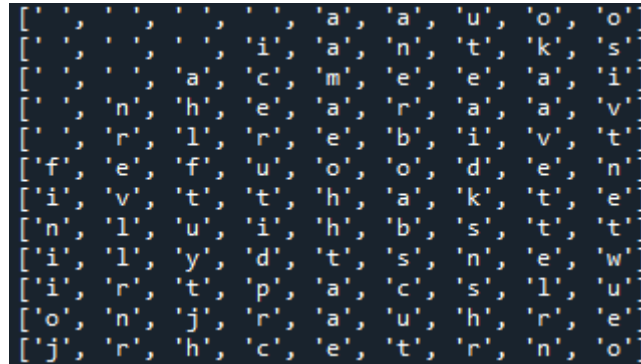 [' ', ' ', ' ', ' ', 'a', 'a', 'u', 'o', 'o'
[' ', ' ', ' ', 'i', 'a', 'n', 't', 'k', 's'
[' ', ' ', 'a', 'c', 'm', 'e', 'e', 'a', 'i'
[' ', 'n', 'h', 'e', 'a', 'r', 'a', 'a', 'v'
[' ', 'r', 'l', 'r', 'e', 'b', 'i', 'v', 't'
['f', 'e', 'f', 'u', 'o', 'o', 'd', 'e', 'n'
['i', 'v', 't', 't', 'h', 'a', 'k', 't', 'e'
['n', 'l', 'u', 'i', 'h', 'b', 's', 't', 't'
['i', 'l', 'y', 'd', 't', 's', 'n', 'e', 'w'
['i', 'r', 't', 'p', 'a', 'c', 's', 'l', 'u'
['o', 'n', 'j', 'r', 'a', 'u', 'h', 'r', 'e'
['j', 'r', 'h', 'c', 'e', 't', 'r', 'n', 'o'